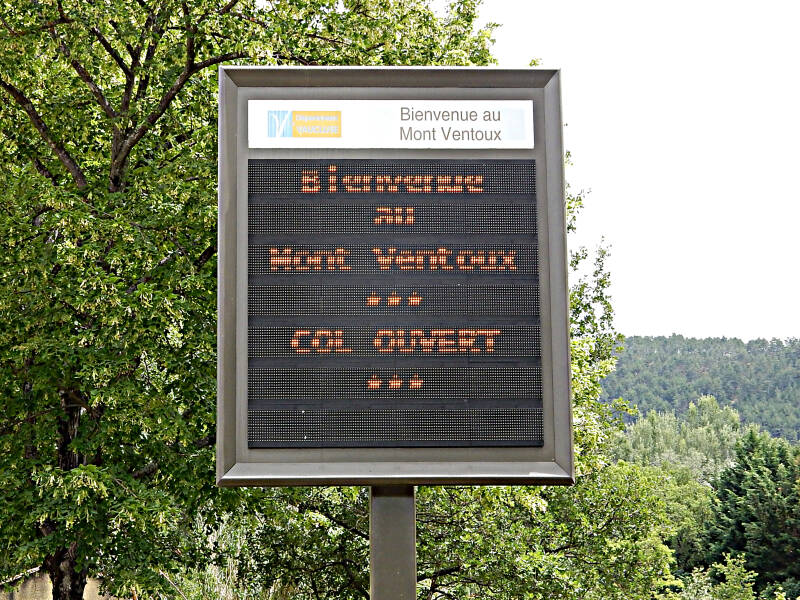 Bienvenue au
Mont Ventoux
Bienvenue
au
Mont Ventoux
***
COL OUVERT
***